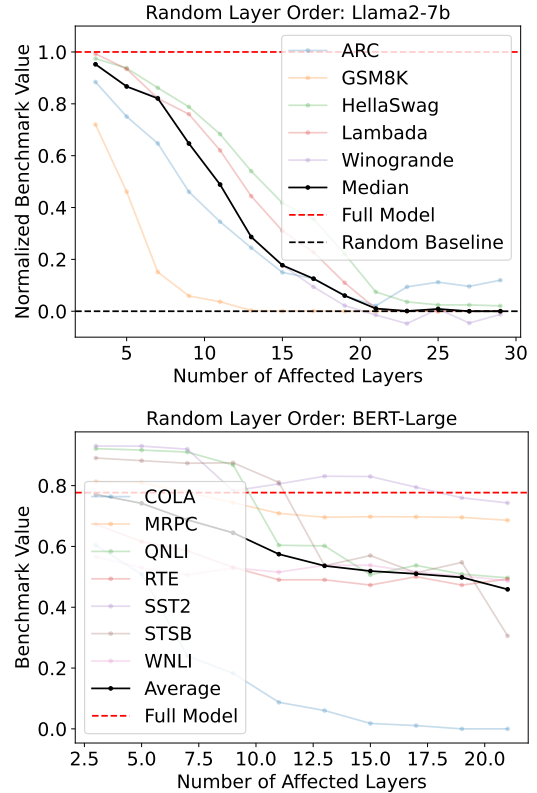 Random Layer Order: Llama2-7b
Normalized Benchmark Value
1.0
0.8
0.6
0.4
0.2
0.0
ARC
GSM8K
HellaSwag
Lambada
Winogrande
Median
Full Model
Random Baseline
5 10 15 20 25 30
Number of Affected Layers
Random Layer Order: BERT-Large
Benchmark Value
0.8
0.6
0.4
0.2
0.0
COLA
MRPC
QNLI
RTE
SST2
STSB
WNLI
Average
Full Model
2.5 5.0 7.5 10.0 12.5 15.0 17.5 20.0
Number of Affected Layers